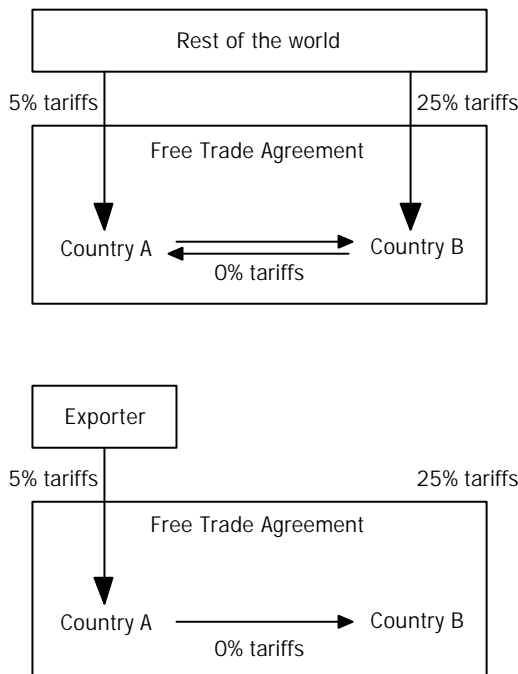 Rest of the world
5% tariffs
25% tariffs
Free Trade Agreement
Country A
Country B
0% tariffs
Exporter
5% tariffs
25% tariffs
Free Trade Agreement
Country A
Country B
0% tariffs